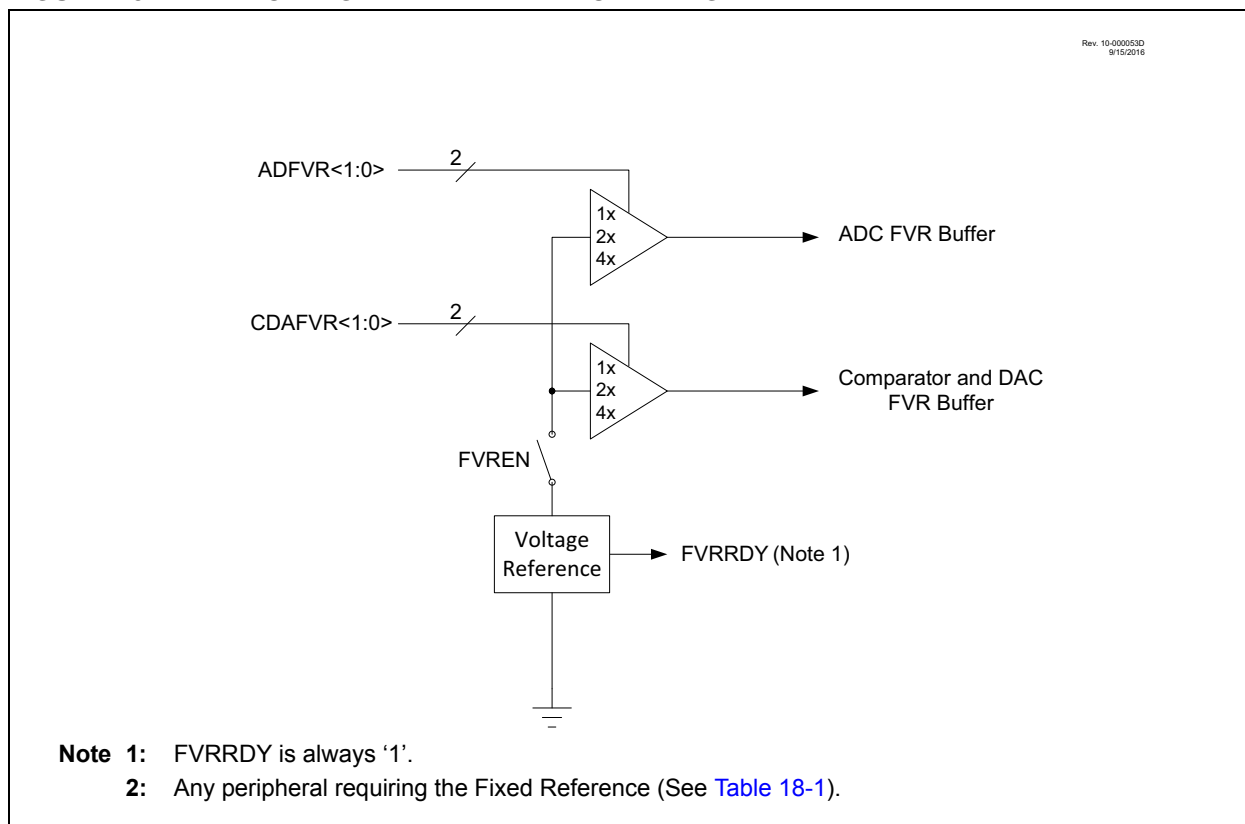 Rev. 10-000053D
9/15/2016
ADFVR<1:0>
2
1x
2x
4x
ADC FVR Buffer
CDAFVR<1:0>
2
1x
2x
4x
Comparator and DAC
FVR Buffer
FVREN
Voltage
Reference
FVRRDY (Note 1)
Note 1: FVRRDY is always ‘1’.
2: Any peripheral requiring the Fixed Reference (See Table 18-1).